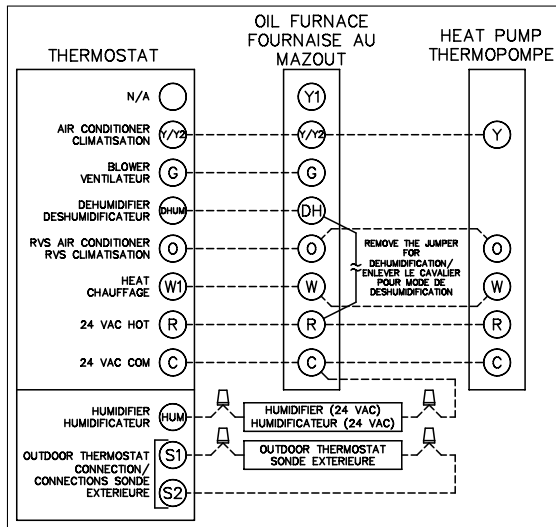 THERMOSTAT
OIL FURNACE
FOURNAISE AU
MAZOUT
HEAT PUMP
THERMOPOMPE
N/A
Y1
AIR CONDITIONER
CLIMATISATION
Y/Y2
Y/Y2
Y
BLOWER
VENTILATEUR
G
G
DEHUMIDIFIER
DESHUMIDIFICATEUR
DHUM
DH
RVS AIR CONDITIONER
RVS CLIMATISATION
O
O
O
REMOVE THE JUMPER
FOR
DEHUMIDIFICATION/
ENLEVER LE CAVALIER
POUR MODE DE
DESHUMIDIFICATION
HEAT
CHAUFFAGE
W1
W
W
24 VAC HOT
R
R
R
24 VAC COM
C
C
C
HUMIDIFIER
HUMIDIFICATEUR
HUM
HUMIDIFIER (24 VAC)
HUMIDIFICATEUR (24 VAC)
OUTDOOR THERMOSTAT
CONNECTION/
CONNECTIONS SONDE
EXTERIEURE
S1
S2
OUTDOOR THERMOSTAT
SONDE EXTERIEURE